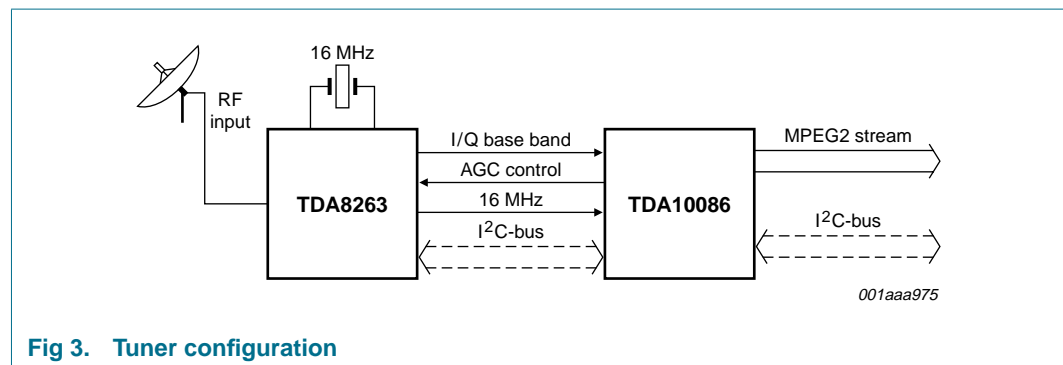 16 MHz
RF
input
I/Q base band
AGC control
16 MHz
I²C-bus
TDA8263
TDA10086
MPEG2 stream
I²C-bus
001aaa975
Fig 3. Tuner configuration